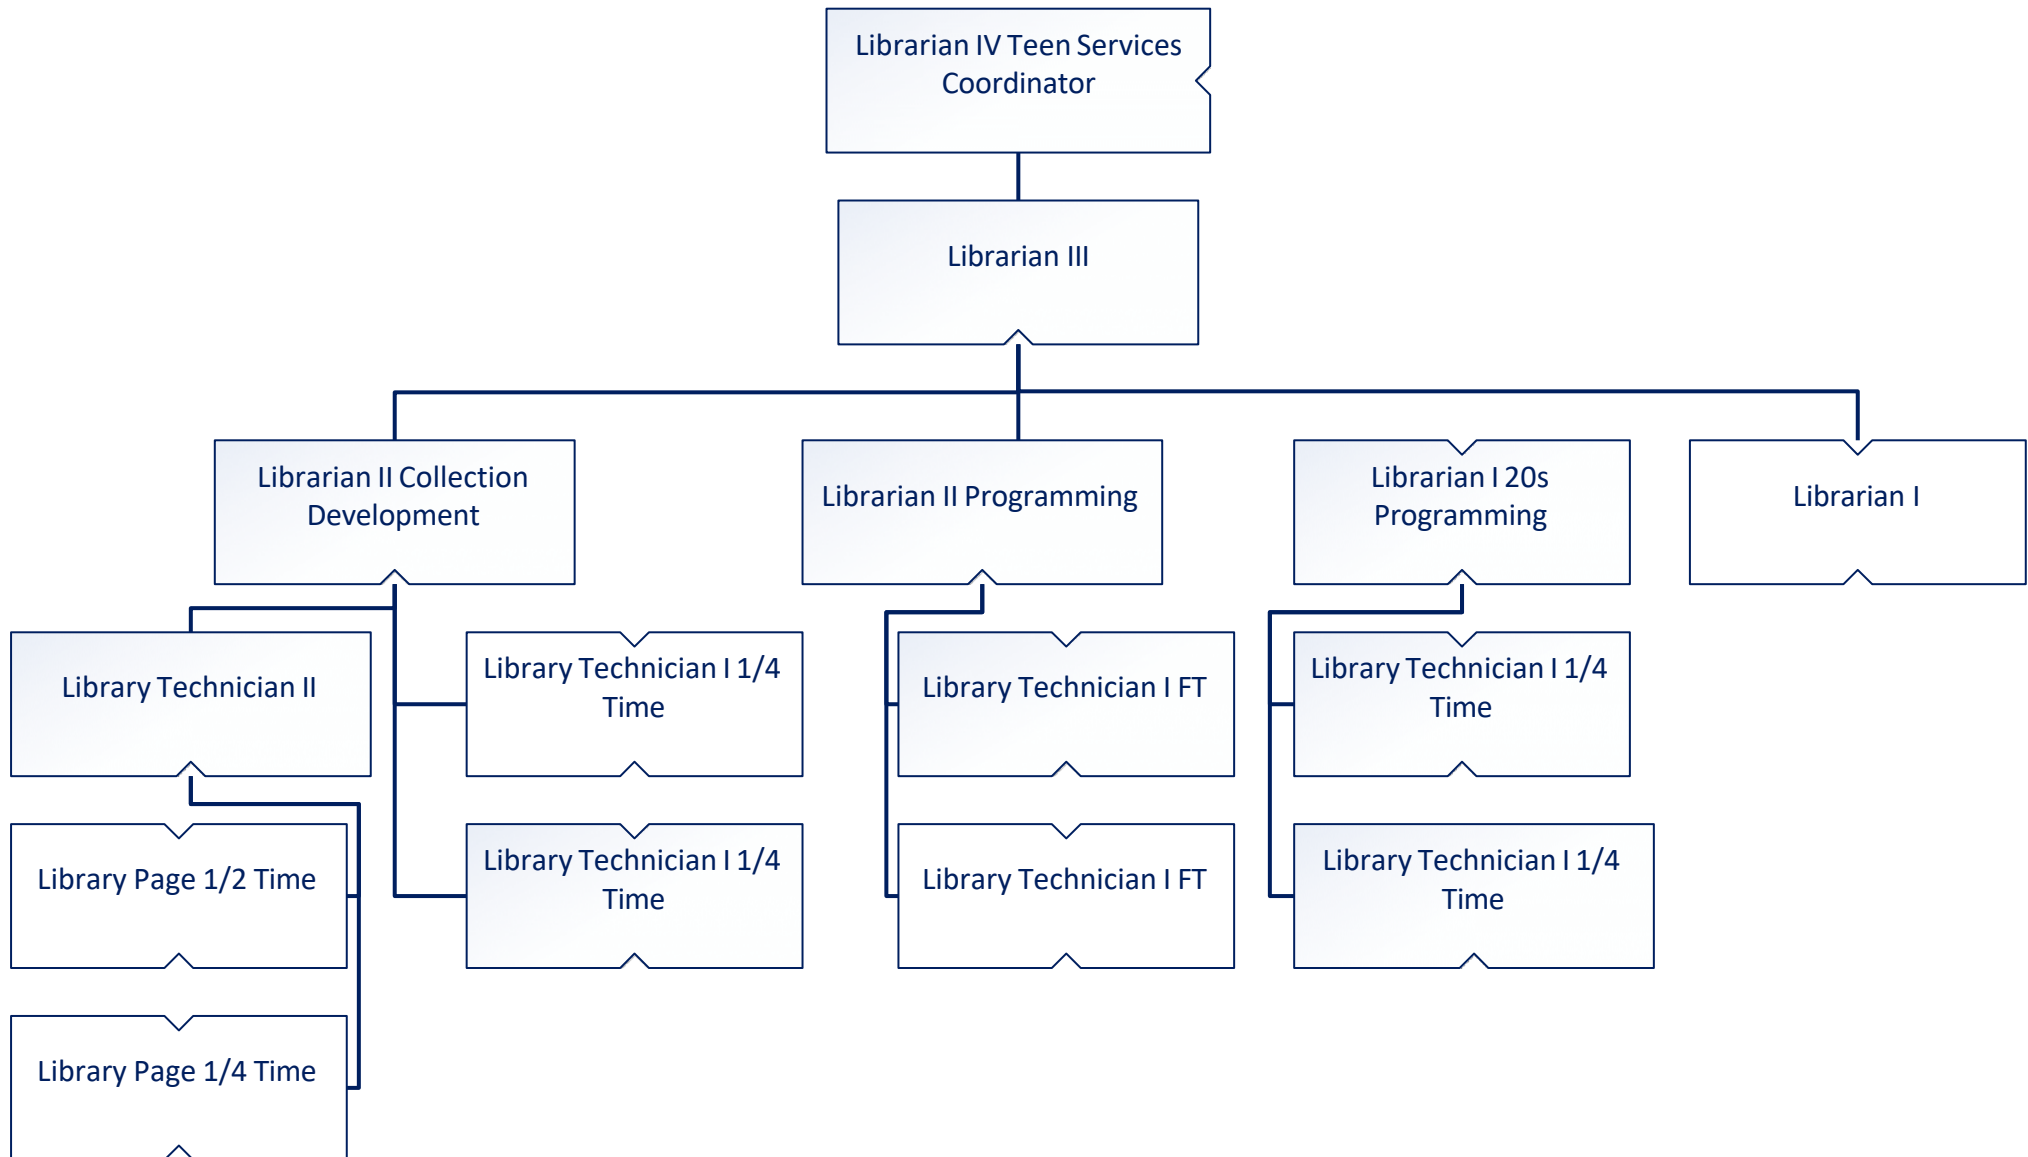 Librarian IV Teen Services
Coordinator
Librarian III
Librarian II Collection
Development
Librarian II Programming
Librarian I 20s
Programming
Librarian I
Library Technician II
Library Technician I 1/4
Time
Library Technician I FT
Library Technician I 1/4
Time
Library Page 1/2 Time
Library Technician I 1/4
Time
Library Technician I FT
Library Technician I 1/4
Time
Library Page 1/4 Time